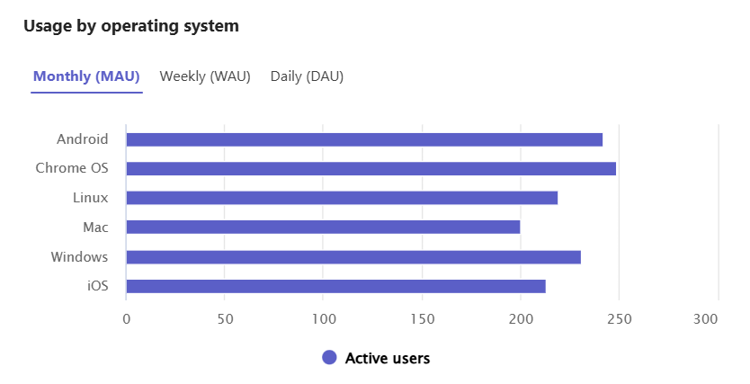 Usage by operating system
Monthly (MAU) Weekly (WAU) Daily (DAU)
Android
Chrome OS
Linux
Mac
Windows
iOS
0 50 100 150 200 250 300
Active users